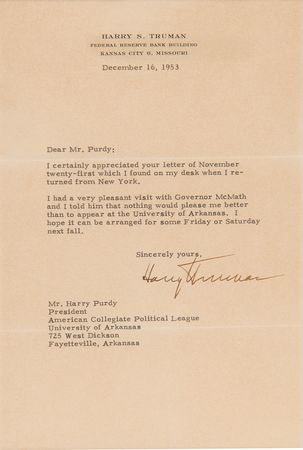 HARRY S. TRUMAN
FEDERAL RESERVE BANK BUILDING
KANSAS CITY 6, MISSOURI
December 16, 1953
Dear Mr. Purdy:
I certainly appreciated your letter of November
twenty-first which I found on my desk when I re-
turned from New York.
I had a very pleasant visit with Governor McMath
and I told him that nothing would please me better
than to appear at the University of Arkansas. I
hope it can be arranged for some Friday or Saturday
next fall.
Sincerely yours,
Harry Truman
Mr. Harry Purdy
President
American Collegiate Political League
University of Arkansas
725 West Dickson
Fayetteville, Arkansas